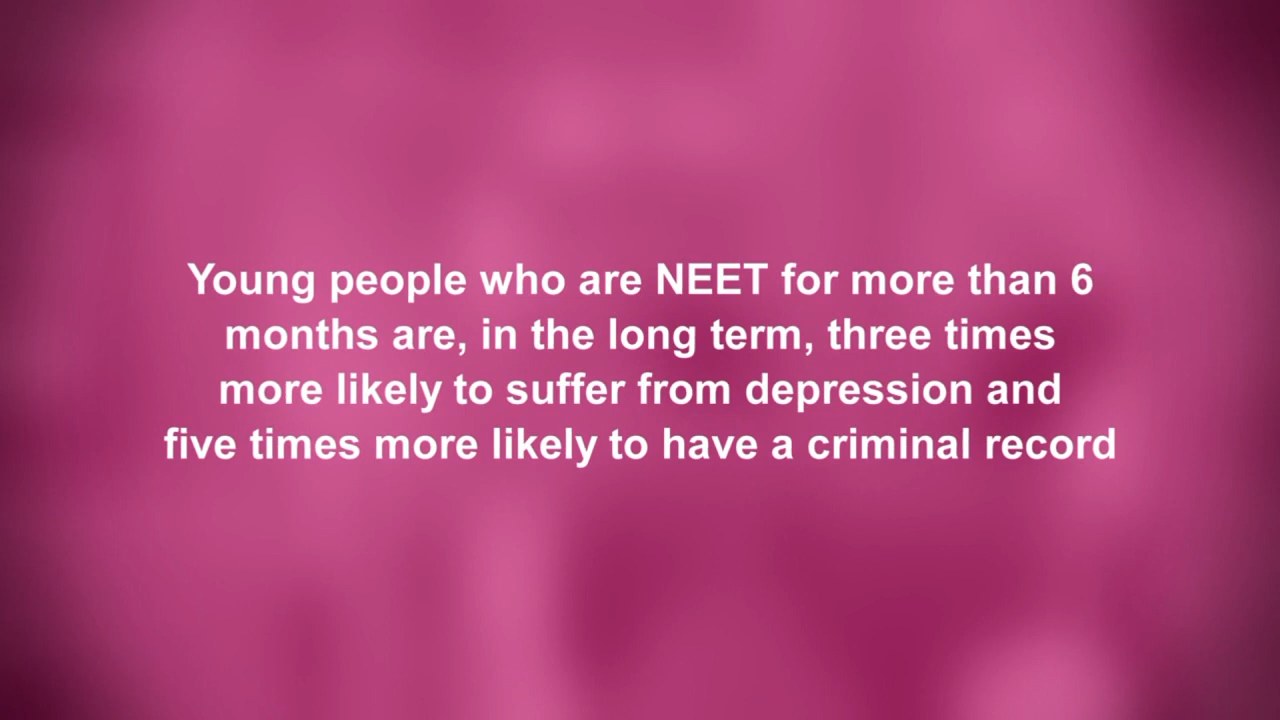 Young people who are NEET for more than 6
months are, in the long term, three times
more likely to suffer from depression and
five times more likely to have a criminal record